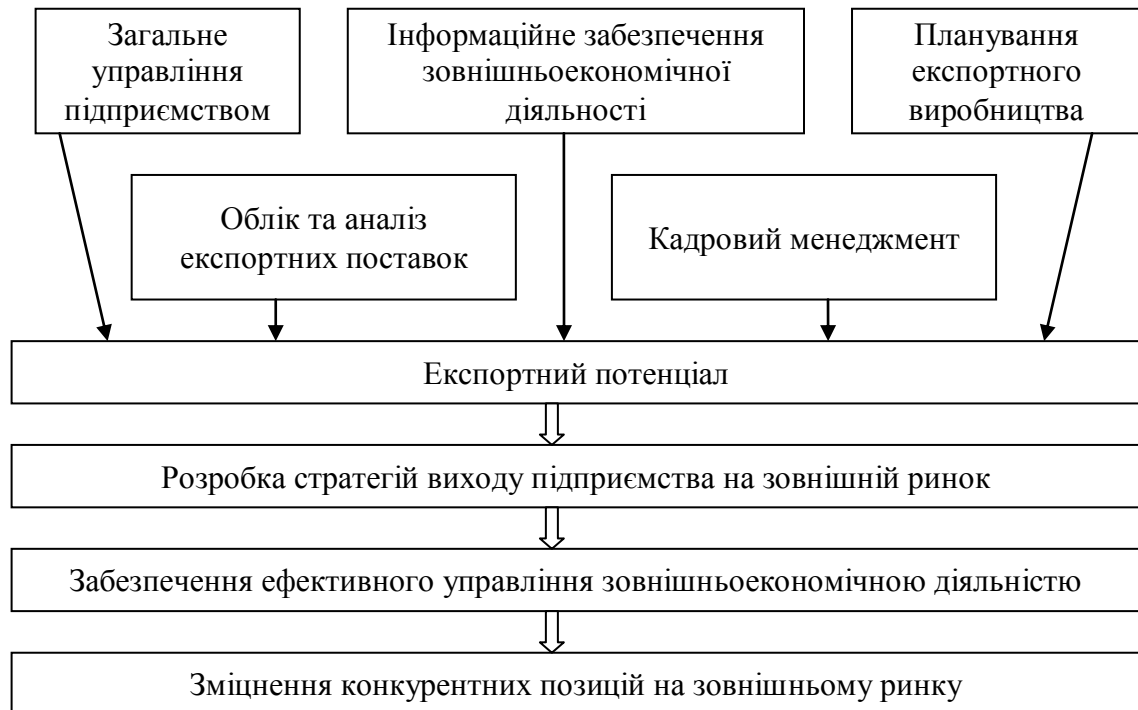 Загальне
управління
підприємством
Інформаційне забезпечення
зовнішньоекономічної
діяльності
Планування
експортного
виробництва
Облік та аналіз
експортних поставок
Кадровий менеджмент
Експортний потенціал
Розробка стратегій виходу підприємства на зовнішній ринок
Забезпечення ефективного управління зовнішньоекономічною діяльністю
Зміцнення конкурентних позицій на зовнішньому ринку